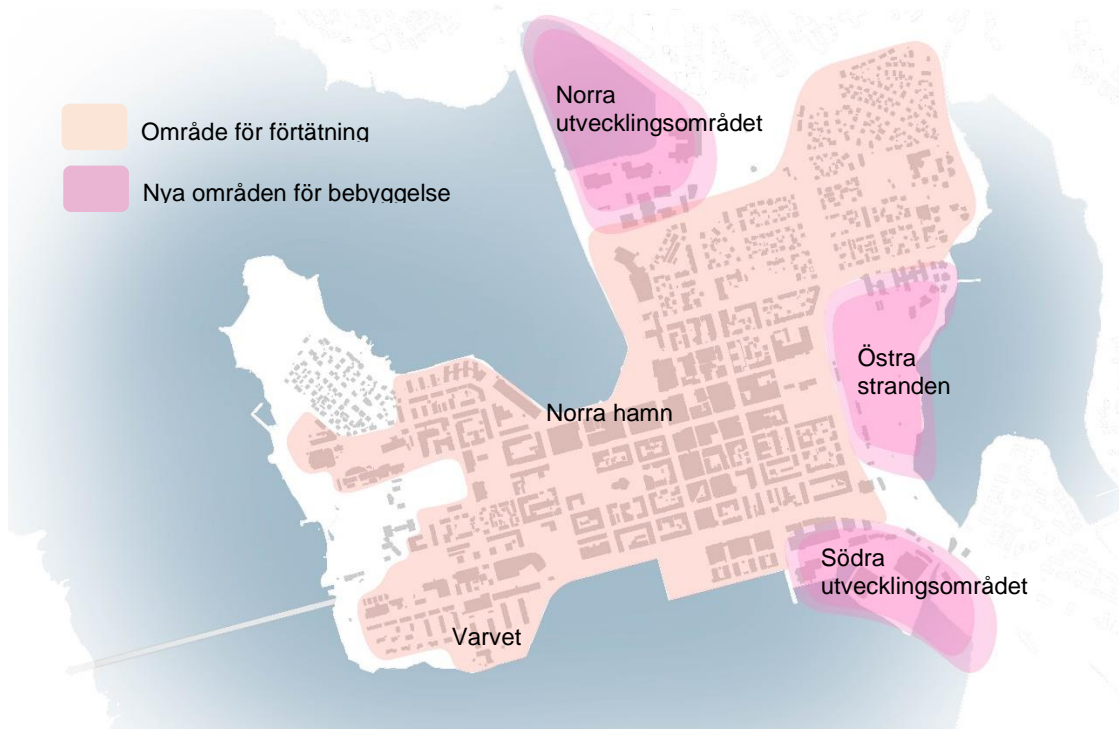 Norra
utvecklingsområdet
Område för förtätning
Nya områden för bebyggelse
Östra
stranden
Norra hamn
Södra
utvecklingsområdet
Varvet